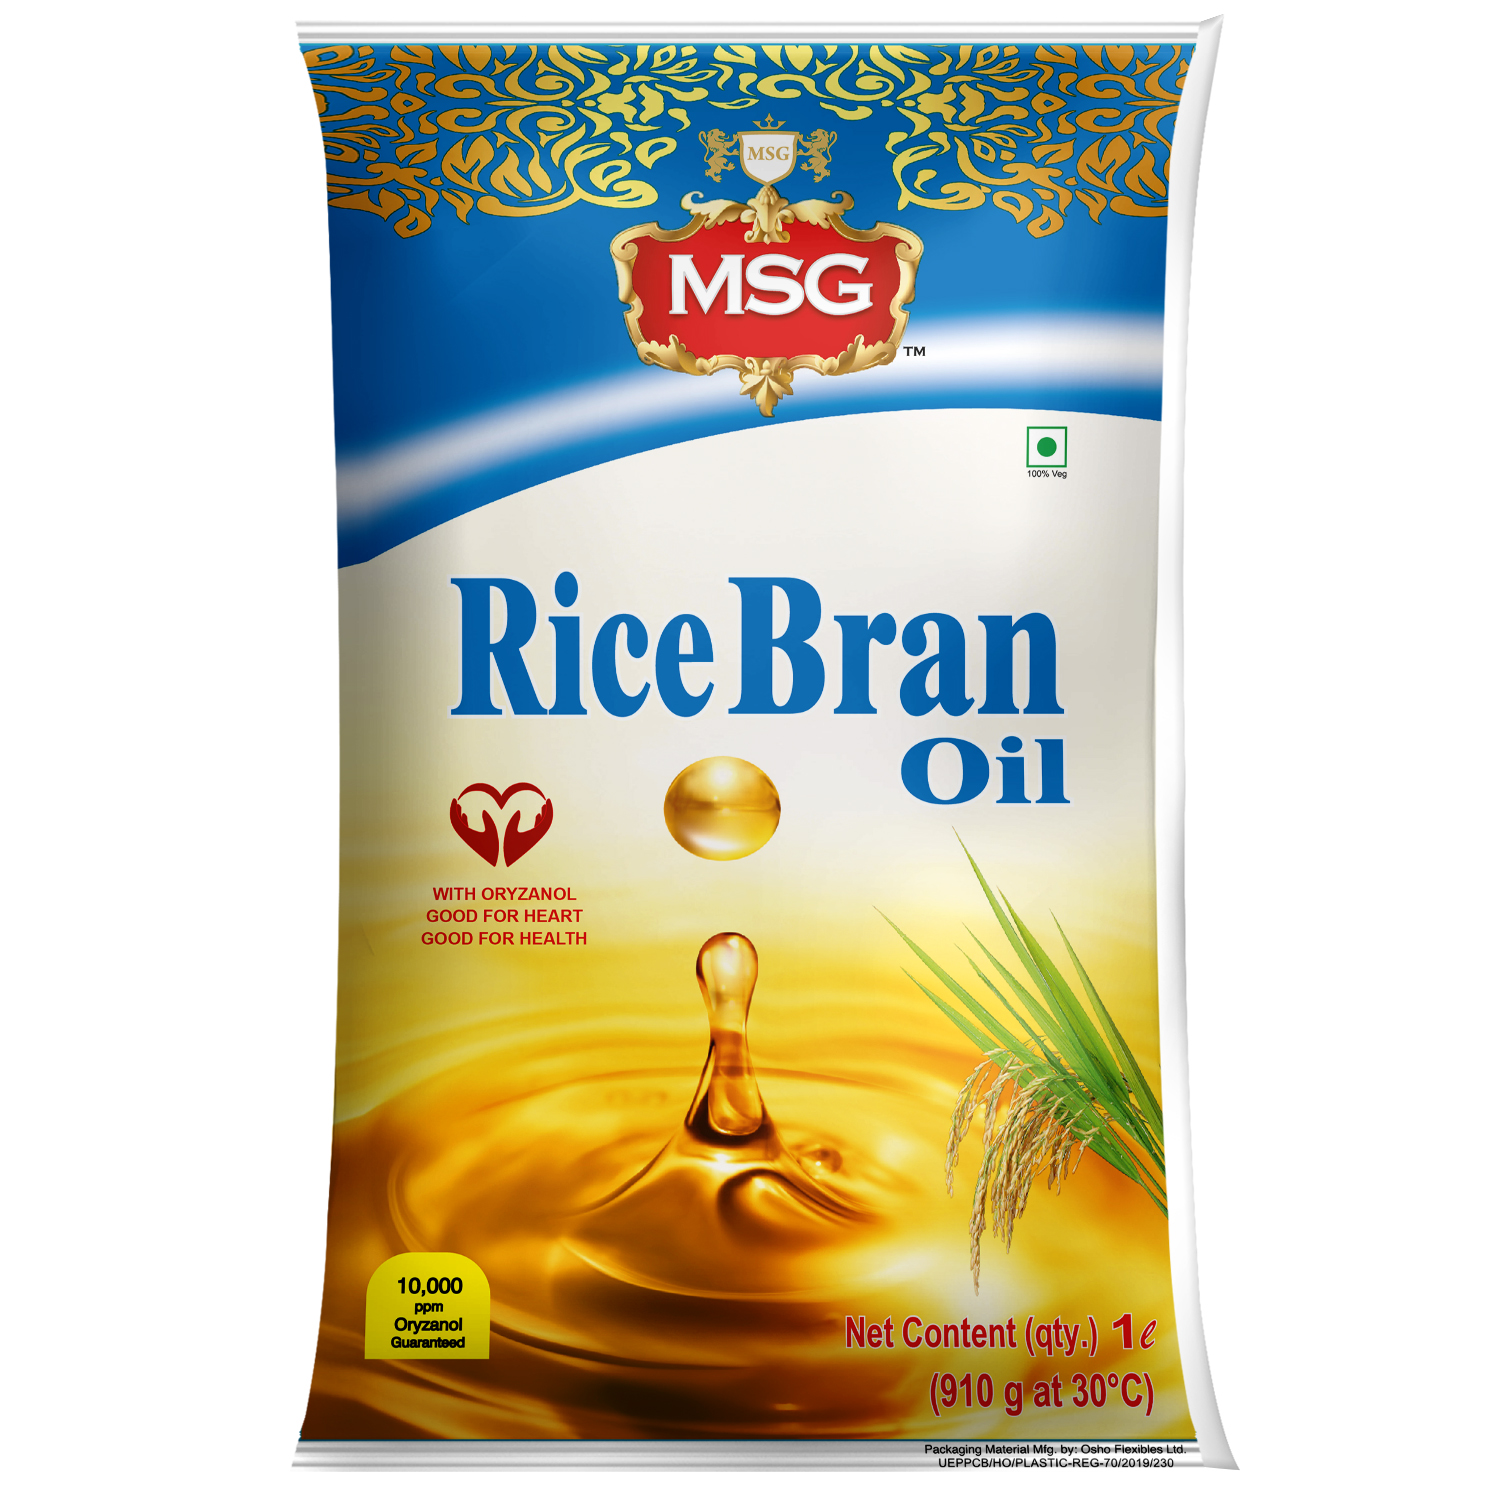 MSG
MSG
TM
100% Veg
Rice Bran
Oil
WITH ORYZANOL
GOOD FOR HEART
GOOD FOR HEALTH
10,000
ppm
Oryzanol
Guaranteed
Net Content (qty.) 1ℓ
(910 g at 30°C)
Packaging Material Mfg. by: Osho Flexibles Ltd.
UEPPCB/HO/PLASTIC-REG-70/2019/230